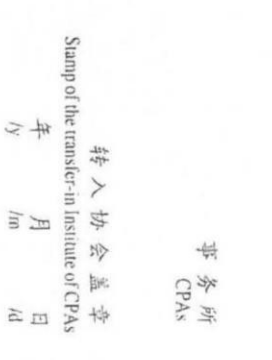 事务所
CPAs
转入协会盖章
Stamp of the transfer-in Institute of CPAs
年 月 日
/y /m /d